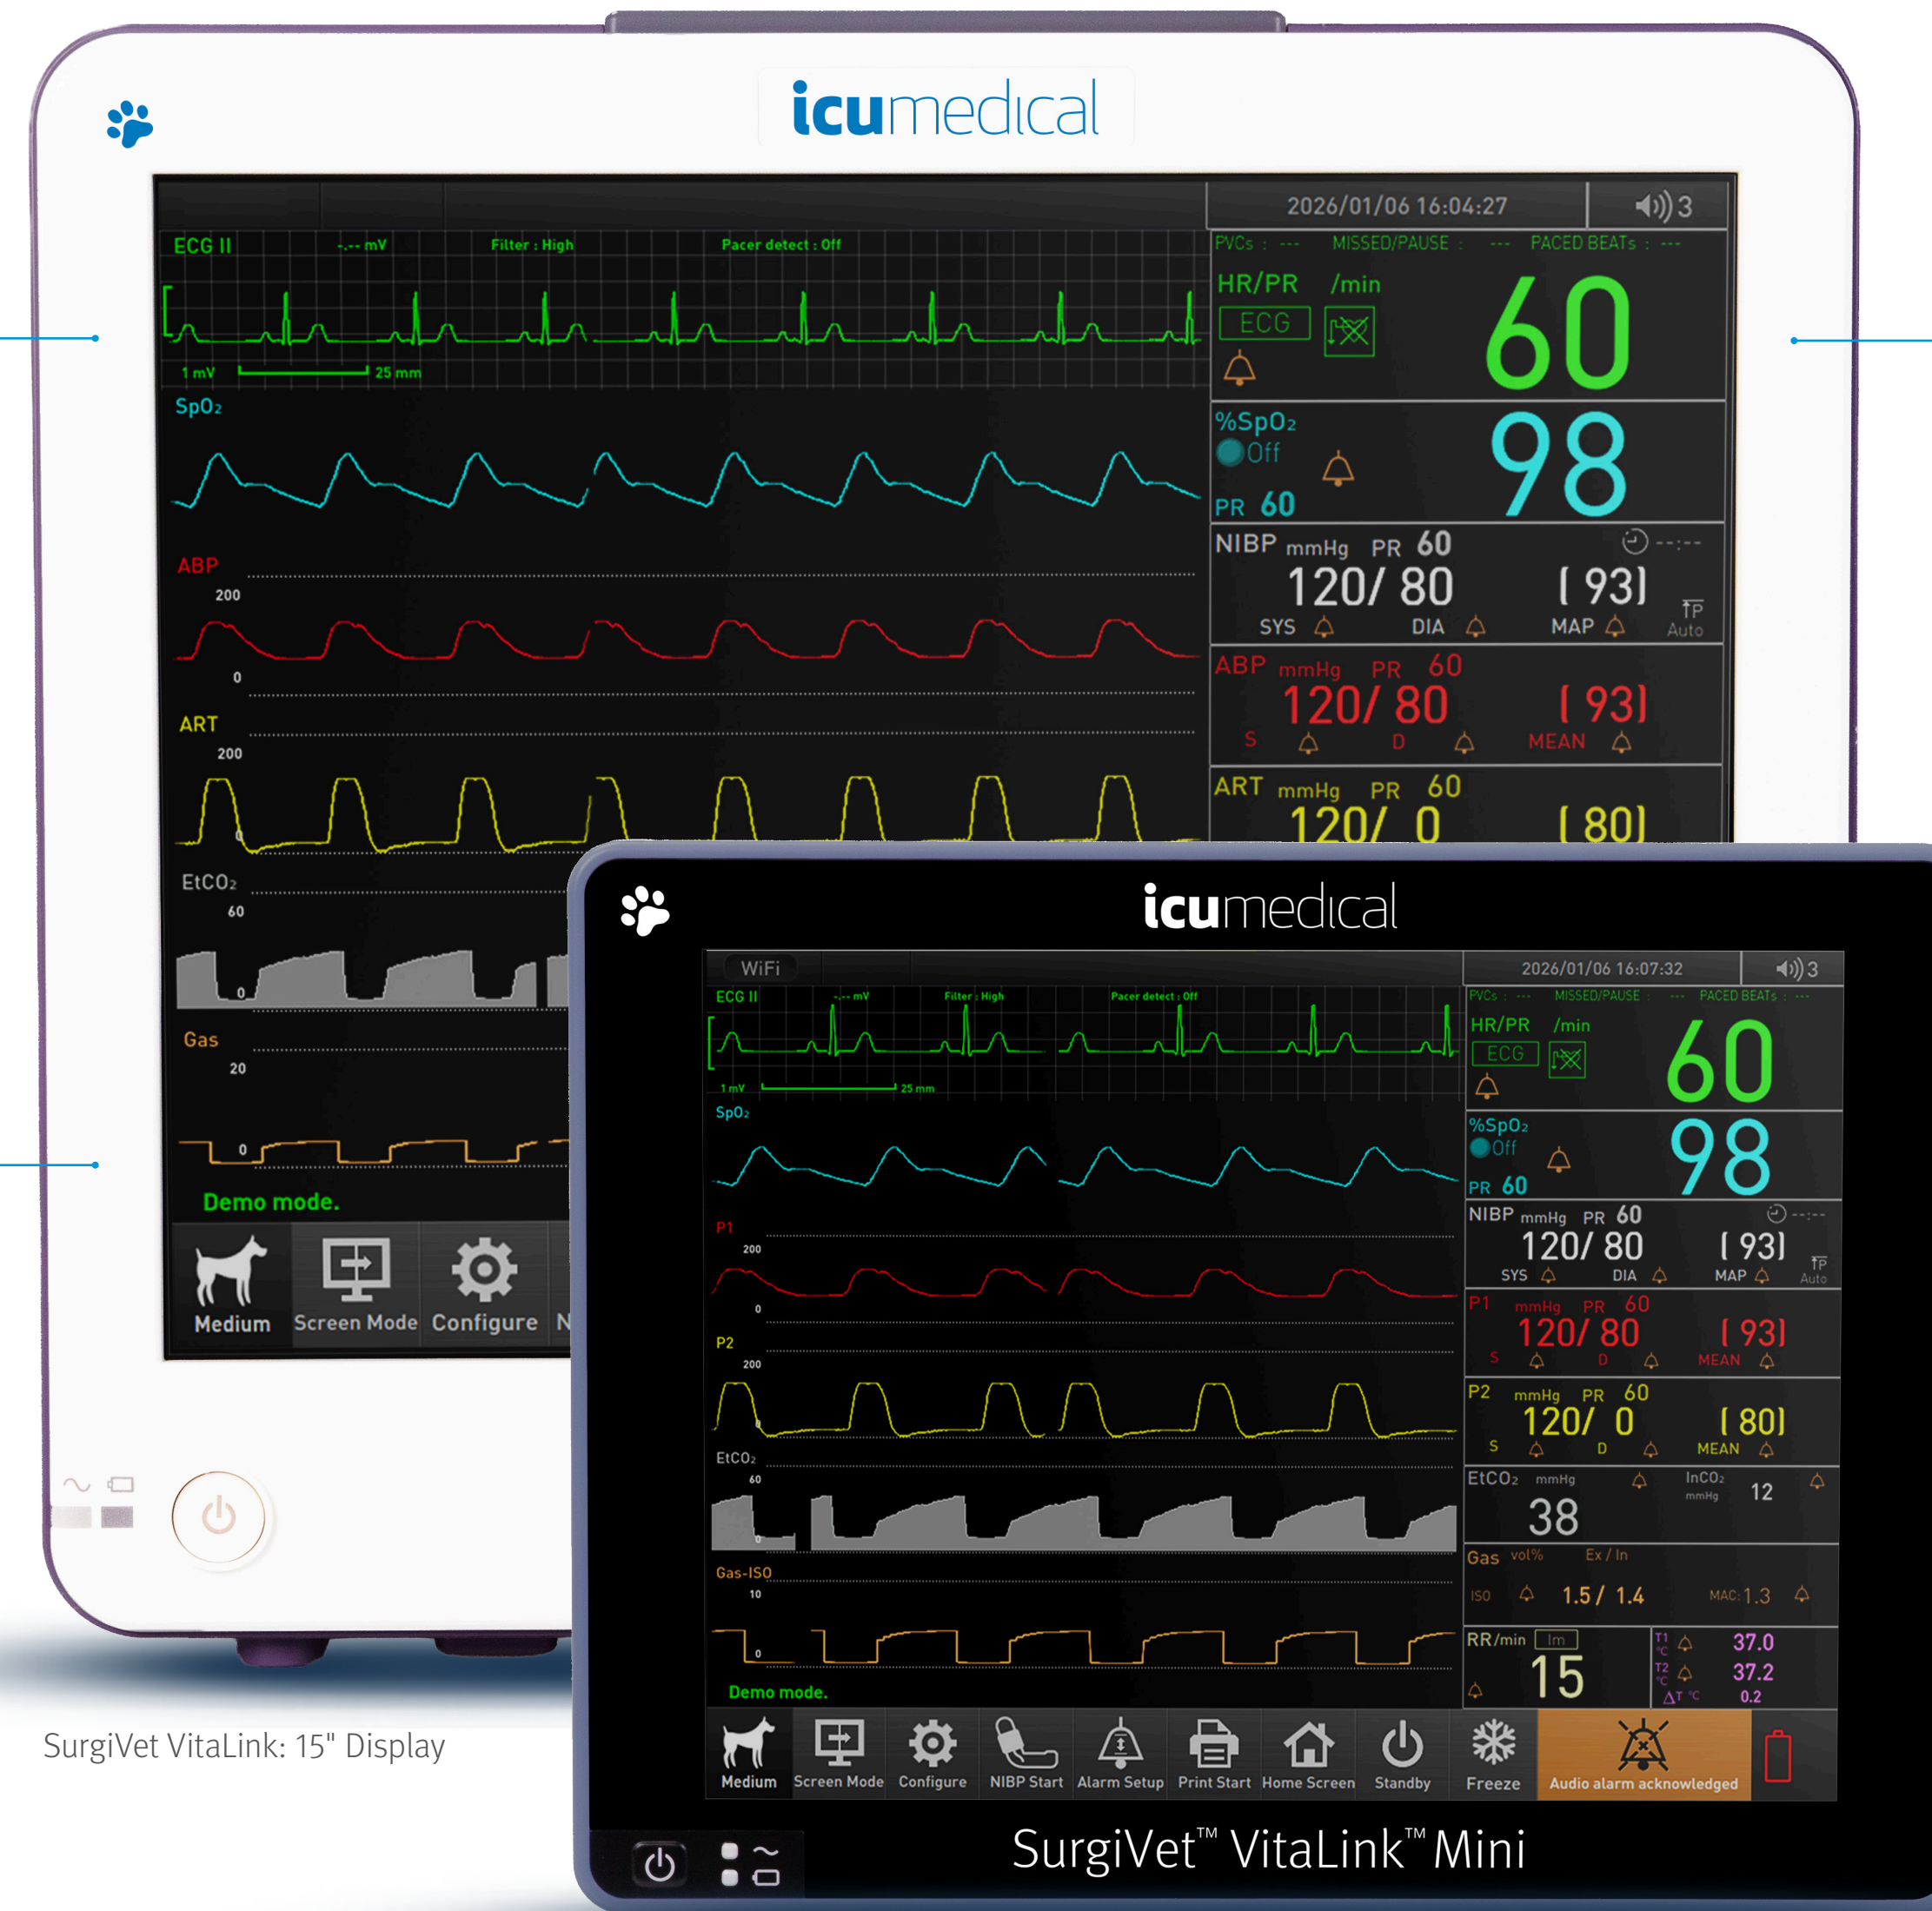 icumedical
2026/01/06 16:04:27 3
ECG II -.-- mV Filter : High Pacer detect : Off
PVCs : --- MISSED/PAUSE : --- PACED BEATs : ---
HR/PR /min
ECG
60
1 mV 25 mm
SpO₂
%SpO₂
Off
98
PR 60
NIBP mmHg PR 60 --:--
120/ 80 ( 93)
SYS DIA MAP
Auto
ABP
200
0
ABP mmHg PR 60
120/ 80 ( 93)
S D MEAN
ART
200
0
ART mmHg PR 60
120/ 0 ( 80)
EtCO₂
60
0
Gas
20
0
Demo mode.
Medium Screen Mode Configure N
icumedical
WiFi 2026/01/06 16:07:32 3
ECG II -.-- mV Filter : High Pacer detect : Off
PVCs : --- MISSED/PAUSE : --- PACED BEATs : ---
HR/PR /min
ECG
60
1 mV 25 mm
SpO₂
%SpO₂
Off
98
PR 60
P1
200
0
NIBP mmHg PR 60 --:--
120/ 80 ( 93)
SYS DIA MAP
TP
Auto
P1 mmHg PR 60
120/ 80 ( 93)
S D MEAN
P2
200
0
P2 mmHg PR 60
120/ 0 ( 80)
S D MEAN
EtCO₂
60
0
EtCO₂ mmHg InCO₂ mmHg 12
38
Gas-ISO
10
0
Gas vol% Ex / In
ISO 1.5 / 1.4 MAC: 1.3
RR/min Im
15
T1 °C 37.0
T2 °C 37.2
ΔT °C 0.2
Demo mode.
Medium Screen Mode Configure NIBP Start Alarm Setup Print Start Home Screen Standby Freeze Audio alarm acknowledged
SurgiVet™ VitaLink™ Mini
SurgiVet VitaLink: 15" Display